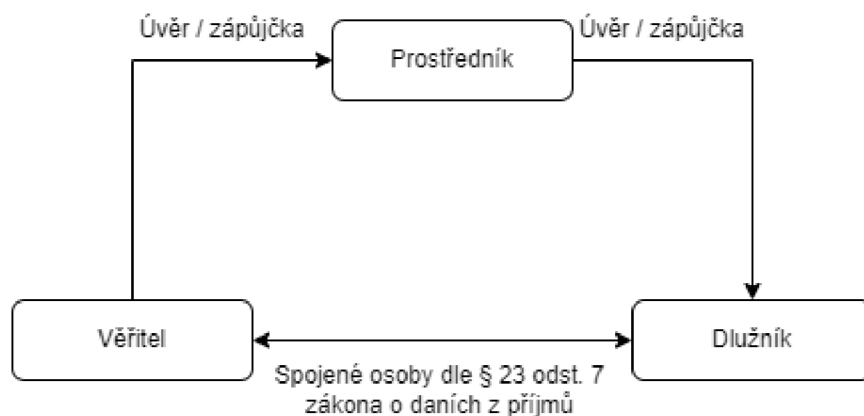 Úvěr / zápůjčka
Úvěr / zápůjčka
Prostředník
Věřitel
Dlužník
Spojené osoby dle § 23 odst. 7
zákona o daních z příjmů